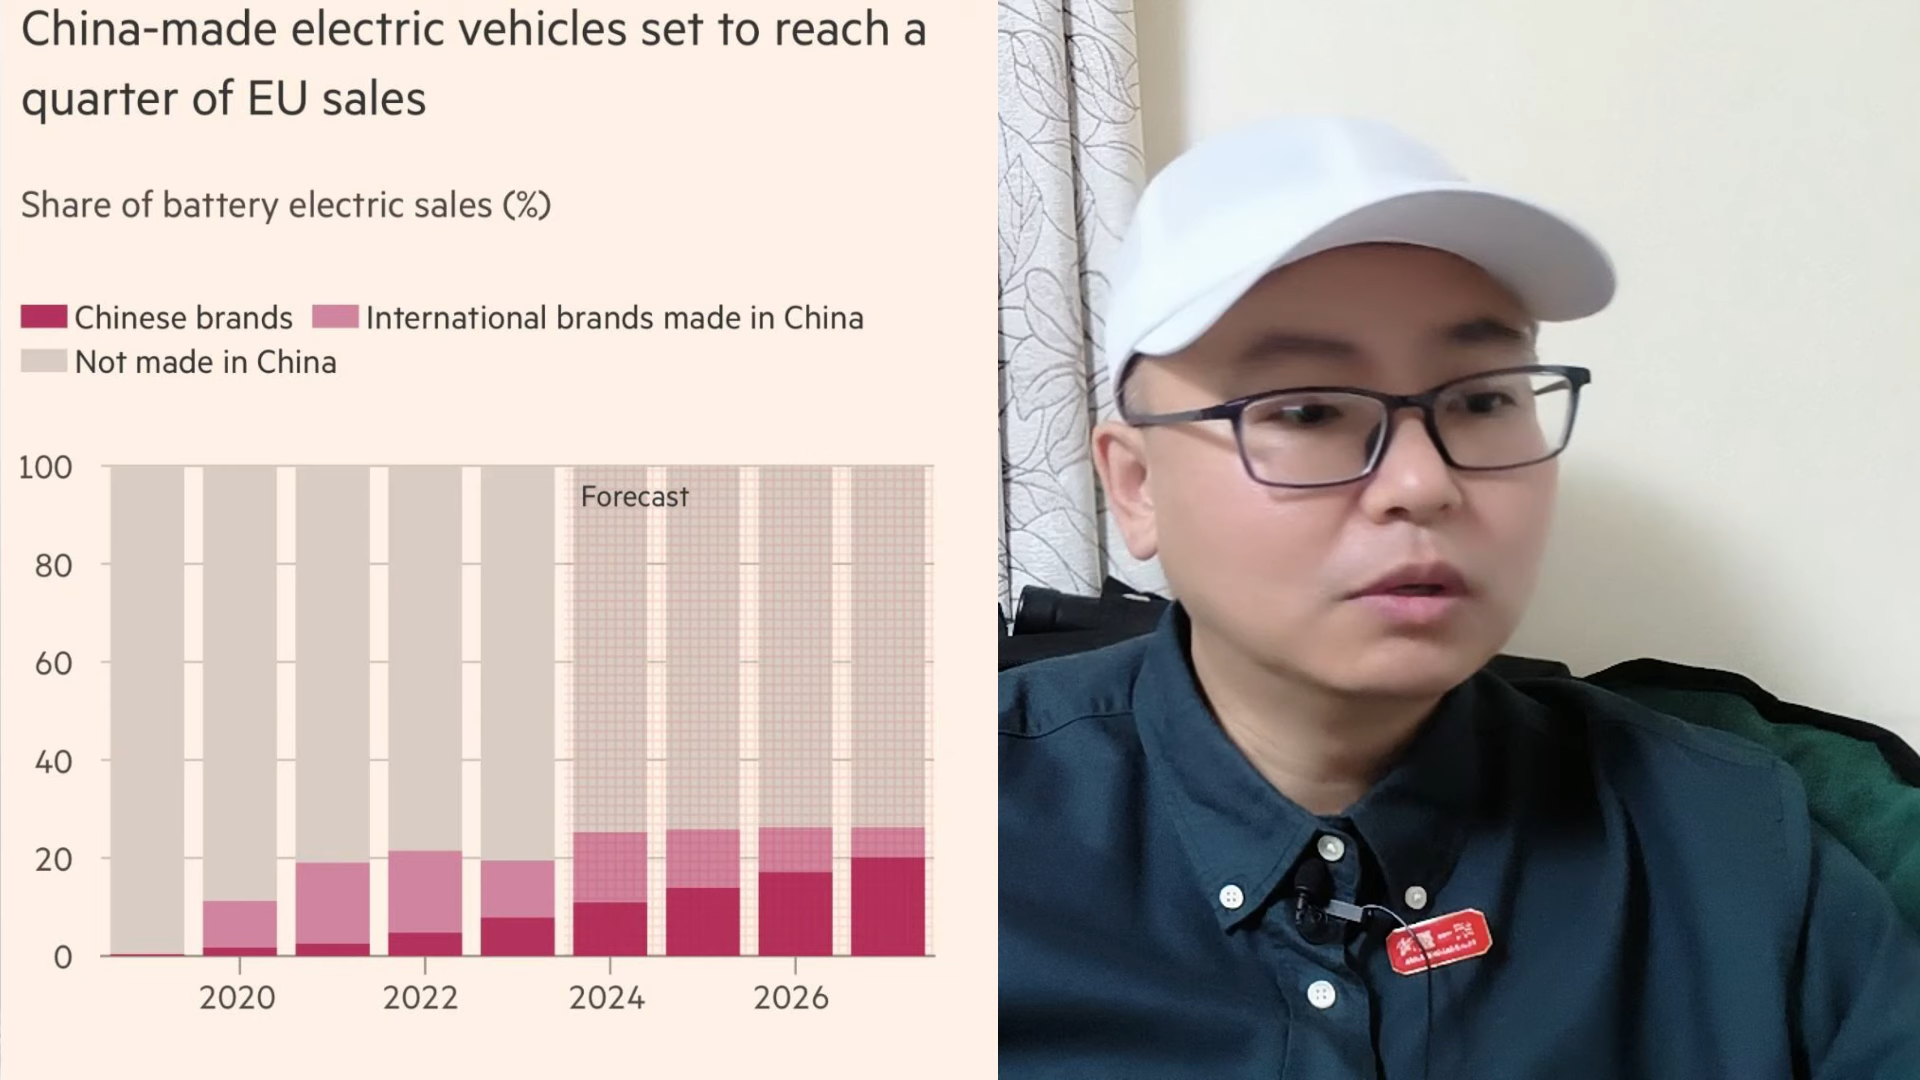 China-made electric vehicles set to reach a
quarter of EU sales
Share of battery electric sales (%)
Chinese brands International brands made in China
Not made in China
100
Forecast
80
60
40
20
0
2020 2022 2024 2026